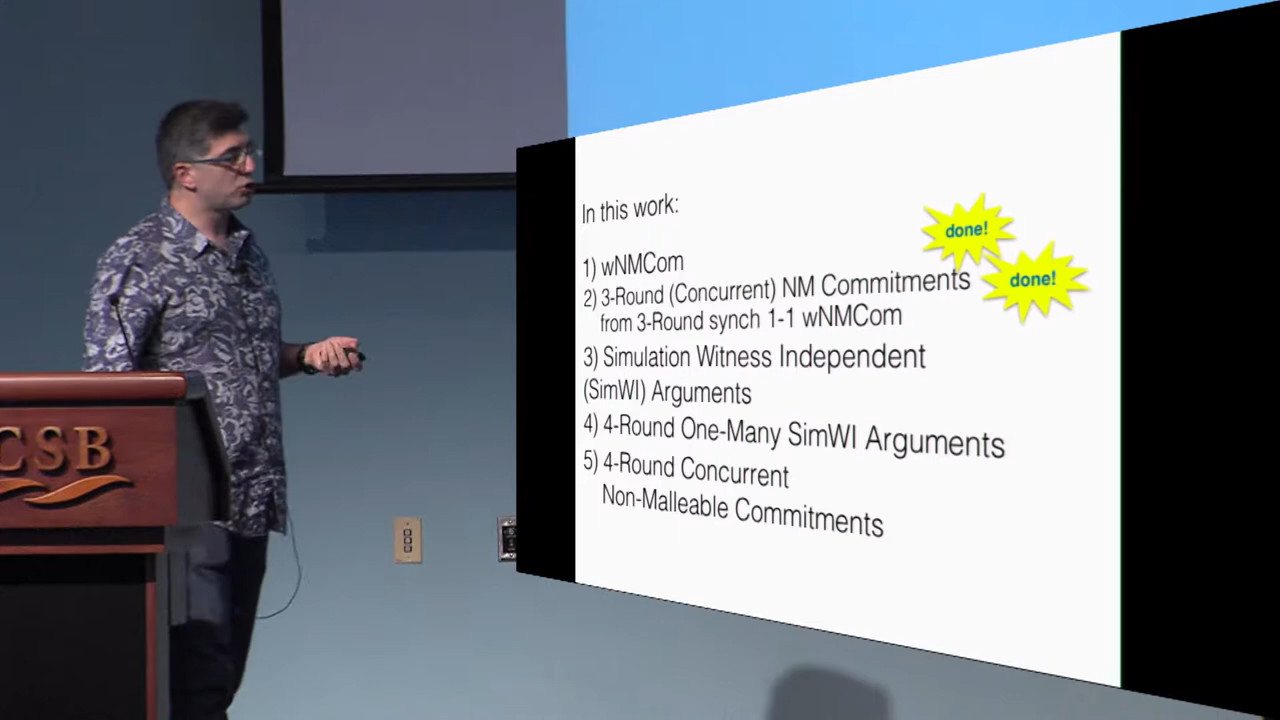 In this work:
done!
1) wNMCom
done!
2) 3-Round (Concurrent) NM Commitments
from 3-Round synch 1-1 wNMCom
3) Simulation Witness Independent
(SimWI) Arguments
4) 4-Round One-Many SimWI Arguments
5) 4-Round Concurrent
Non-Malleable Commitments
CSB